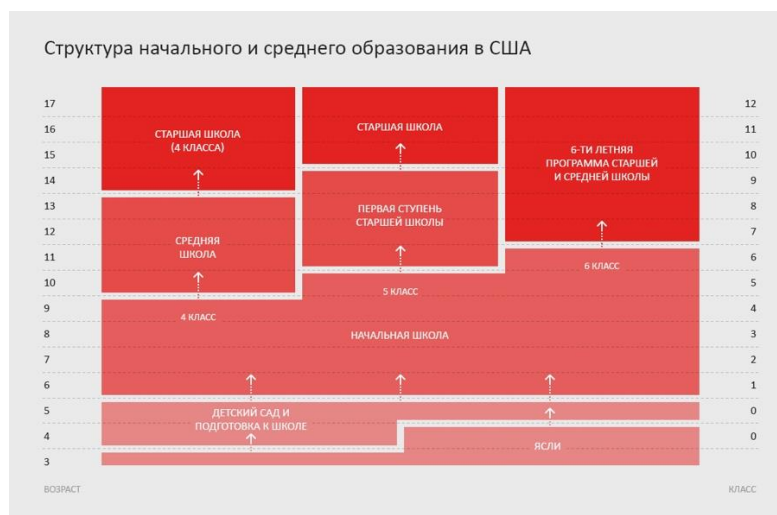 Структура начального и среднего образования в США
17
12
16
11
СТАРШАЯ ШКОЛА
(4 КЛАССА)
СТАРШАЯ ШКОЛА
15
10
6-ТИ ЛЕТНЯЯ
ПРОГРАММА СТАРШЕЙ
И СРЕДНЕЙ ШКОЛЫ
14
9
13
8
ПЕРВАЯ СТУПЕНЬ
СТАРШЕЙ ШКОЛЫ
12
7
СРЕДНЯЯ
ШКОЛА
11
6
6 КЛАСС
10
5
5 КЛАСС
9
4
4 КЛАСС
8
НАЧАЛЬНАЯ ШКОЛА
3
7
2
6
1
5
0
ДЕТСКИЙ САД И
ПОДГОТОВКА К ШКОЛЕ
4
0
ЯСЛИ
3
ВОЗРАСТ
КЛАСС